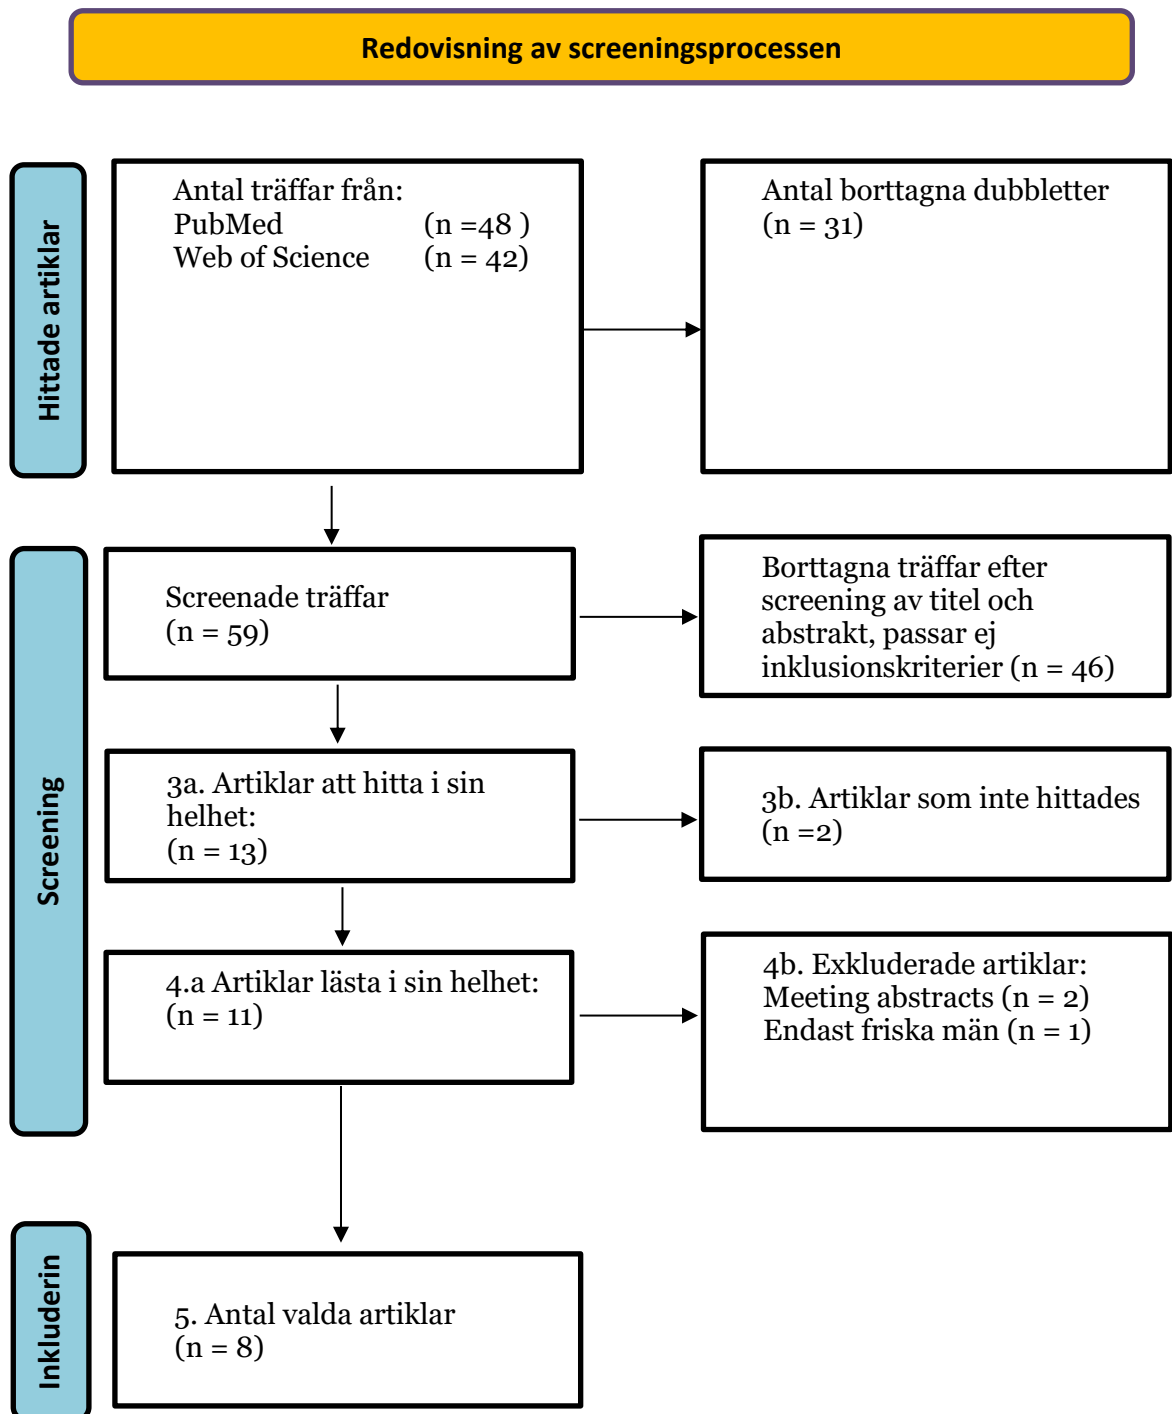 Redovisning av screeningsprocessen
Hittade artiklar
Antal träffar från:
PubMed (n =48 )
Web of Science (n = 42)
Antal borttagna dubbletter
(n = 31)
Screening
Screenade träffar
(n = 59)
Borttagna träffar efter
screening av titel och
abstrakt, passar ej
inklusionskriterier (n = 46)
3a. Artiklar att hitta i sin
helhet:
(n = 13)
3b. Artiklar som inte hittades
(n =2)
4.a Artiklar lästa i sin helhet:
(n = 11)
4b. Exkluderade artiklar:
Meeting abstracts (n = 2)
Endast friska män (n = 1)
Inkluderin
5. Antal valda artiklar
(n = 8)